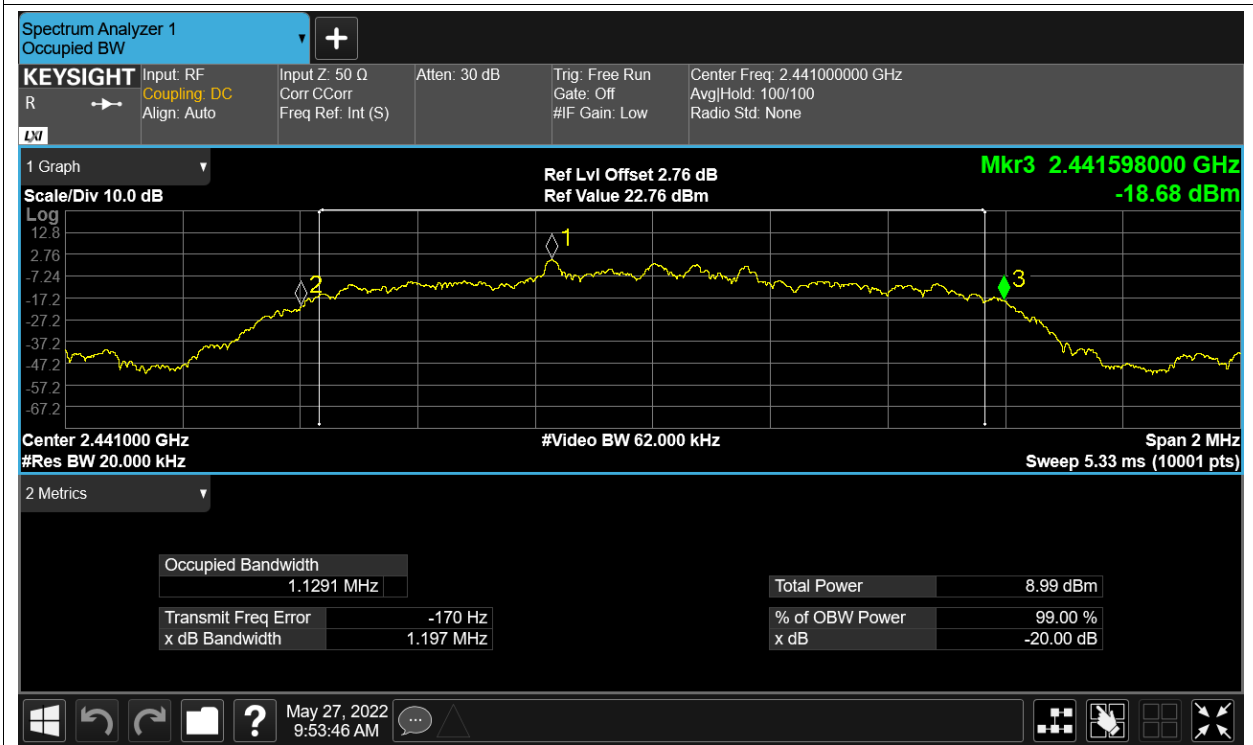 Spectrum Analyzer 1
Occupied BW
KEYSIGHT
R
LXI
Input: RF
Coupling: DC
Align: Auto
Input Z: 50 Ω
Corr CCorr
Freq Ref: Int (S)
Atten: 30 dB
Trig: Free Run
Gate: Off
#IF Gain: Low
Center Freq: 2.441000000 GHz
Avg|Hold: 100/100
Radio Std: None
1 Graph
Scale/Div 10.0 dB
Ref Lvl Offset 2.76 dB
Ref Value 22.76 dBm
Mkr3 2.441598000 GHz
-18.68 dBm
Log
12.8
2.76
-7.24
-17.2
-27.2
-37.2
-47.2
-57.2
-67.2
1
2
3
Center 2.441000 GHz
#Res BW 20.000 kHz
#Video BW 62.000 kHz
Span 2 MHz
Sweep 5.33 ms (10001 pts)
2 Metrics
Occupied Bandwidth
1.1291 MHz
Transmit Freq Error -170 Hz
x dB Bandwidth 1.197 MHz
Total Power 8.99 dBm
% of OBW Power 99.00 %
x dB -20.00 dB
?
May 27, 2022
9:53:46 AM